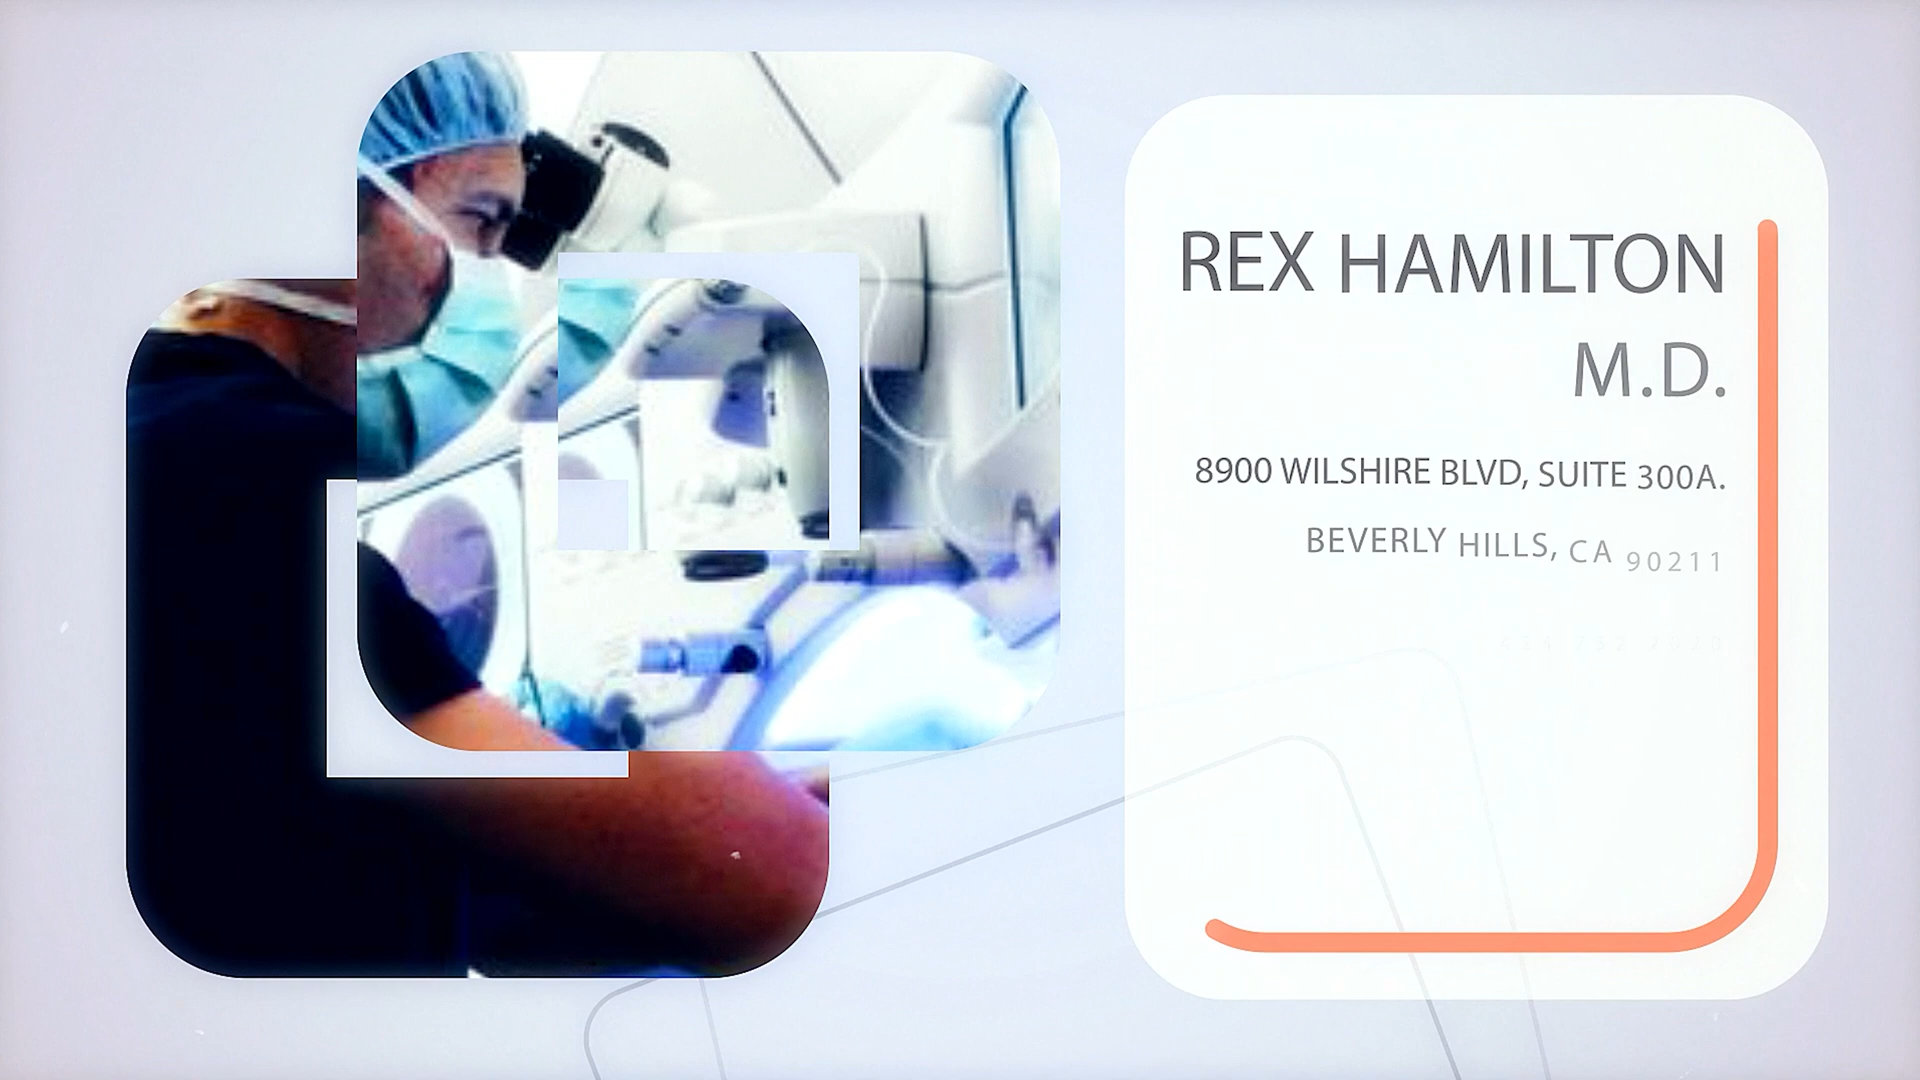 REX HAMILTON
M.D.
8900 WILSHIRE BLVD, SUITE 300A.
BEVERLY HILLS, CA 90211